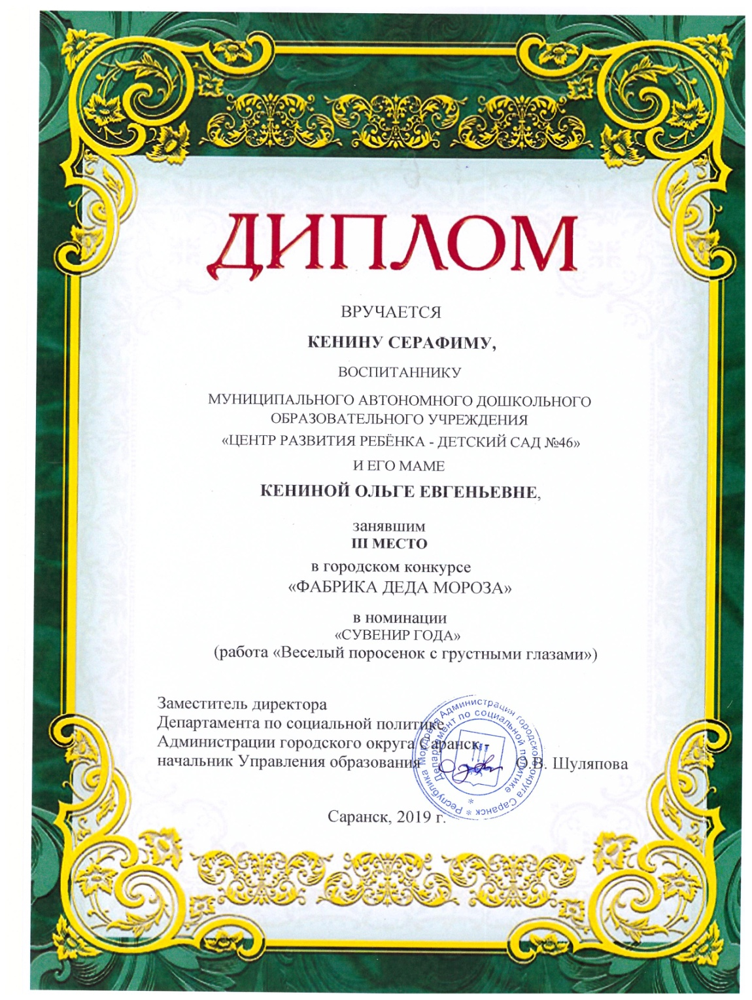 ДИПЛОМ
ВРУЧАЕТСЯ
КЕНИНУ СЕРАФИМУ,
ВОСПИТАННИКУ
МУНИЦИПАЛЬНОГО АВТОНОМНОГО ДОШКОЛЬНОГО
ОБРАЗОВАТЕЛЬНОГО УЧРЕЖДЕНИЯ
«ЦЕНТР РАЗВИТИЯ РЕБЁНКА - ДЕТСКИЙ САД №46»
И ЕГО МАМЕ
КЕНИНОЙ ОЛЬГЕ ЕВГЕНЬЕВНЕ,
занявшим
III МЕСТО
в городском конкурсе
«ФАБРИКА ДЕДА МОРОЗА»
в номинации
«СУВЕНИР ГОДА»
(работа «Веселый поросенок с грустными глазами»)
Заместитель директора
Департамента по социальной политике
Администрации городского округа Саранск -
начальник Управления образования О.В. Шуляпова
Республика Мордовия Администрация городского округа Саранск *
Департамент по социальной политике *
Саранск, 2019 г.